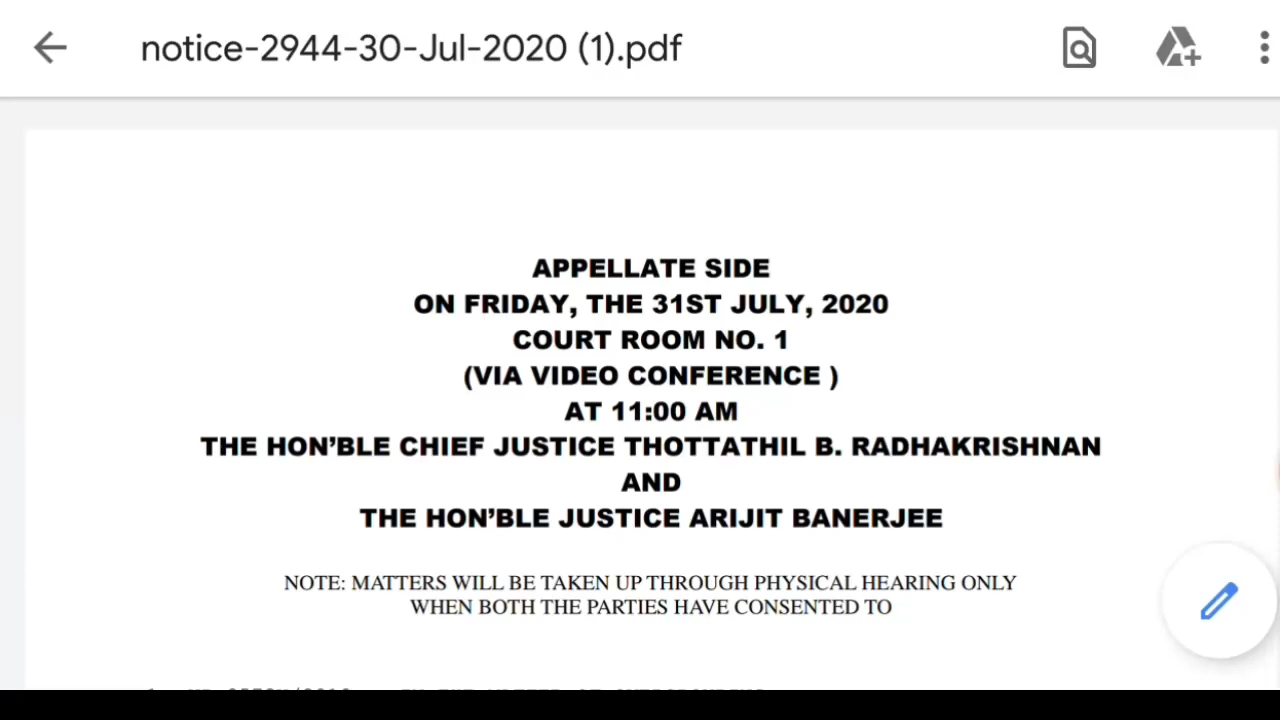 notice-2944-30-Jul-2020 (1).pdf
APPELLATE SIDE
ON FRIDAY, THE 31ST JULY, 2020
COURT ROOM NO. 1
(VIA VIDEO CONFERENCE )
AT 11:00 AM
THE HON’BLE CHIEF JUSTICE THOTTATHIL B. RADHAKRISHNAN
AND
THE HON’BLE JUSTICE ARIJIT BANERJEE
NOTE: MATTERS WILL BE TAKEN UP THROUGH PHYSICAL HEARING ONLY
WHEN BOTH THE PARTIES HAVE CONSENTED TO